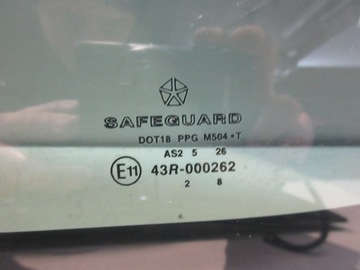 SAFEGUARD
DOT18 PPG M504•T
AS2 5 26
E11 43R-000262
2 8